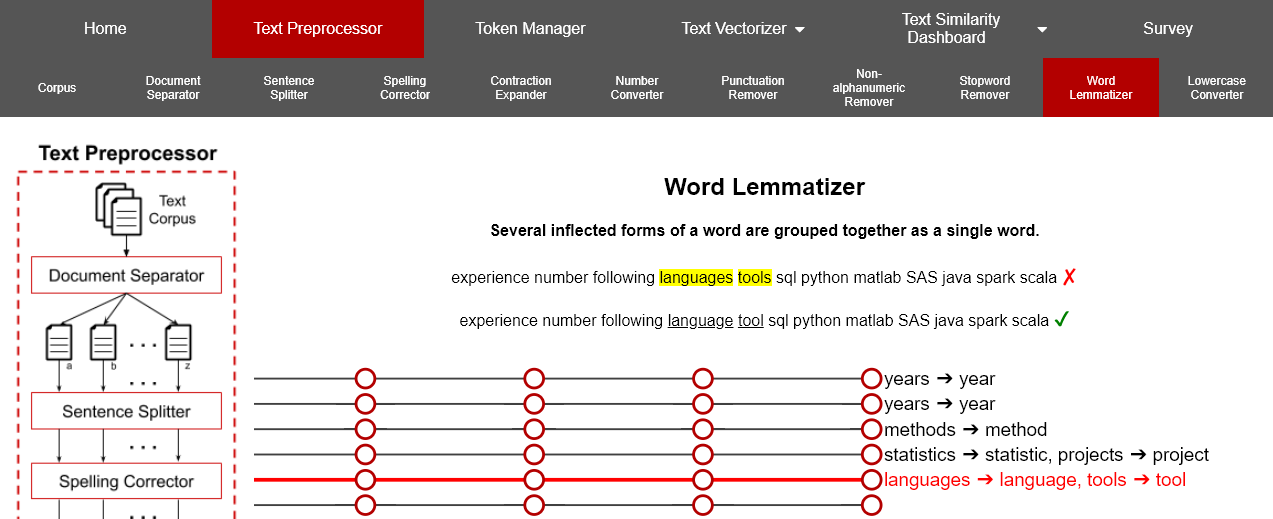 Home
Text Preprocessor
Token Manager
Text Vectorizer
Text Similarity
Dashboard
Survey
Corpus
Document
Separator
Sentence
Splitter
Spelling
Corrector
Contraction
Expander
Number
Converter
Punctuation
Remover
Non-
alphanumeric
Remover
Stopword
Remover
Word
Lemmatizer
Lowercase
Converter
Text Preprocessor
Text
Corpus
Document Separator
a b z
Sentence Splitter
Spelling Corrector
Word Lemmatizer
Several inflected forms of a word are grouped together as a single word.
experience number following languages tools sql python matlab SAS java spark scala ✗
experience number following language tool sql python matlab SAS java spark scala ✓
years ➔ year
years ➔ year
methods ➔ method
statistics ➔ statistic, projects ➔ project
languages ➔ language, tools ➔ tool